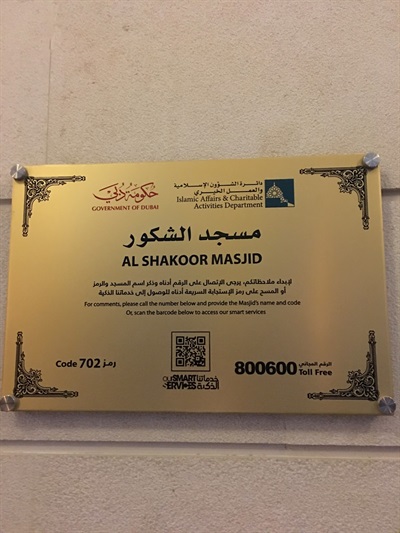 حكومة دبي
GOVERNMENT OF DUBAI
دائرة الشؤون الإسلامية
والعمل الخيري
Islamic Affairs & Charitable
Activities Department
مسجد الشكور
AL SHAKOOR MASJID
لإبداء ملاحظاتكم، يرجى الإتصال على الرقم أدناه وذكر اسم المسجد والرمز
أو المسح على رمز الإستجابة السريعة أدناه للوصول إلى خدماتنا الذكية
For comments, please call the number below and provide the Masjid's name and code
Or, scan the barcode below to access our smart services
Code 702 رمز
OUR SMART SERVICES
خدماتنا الذكية
800600 الرقم المجاني
Toll Free